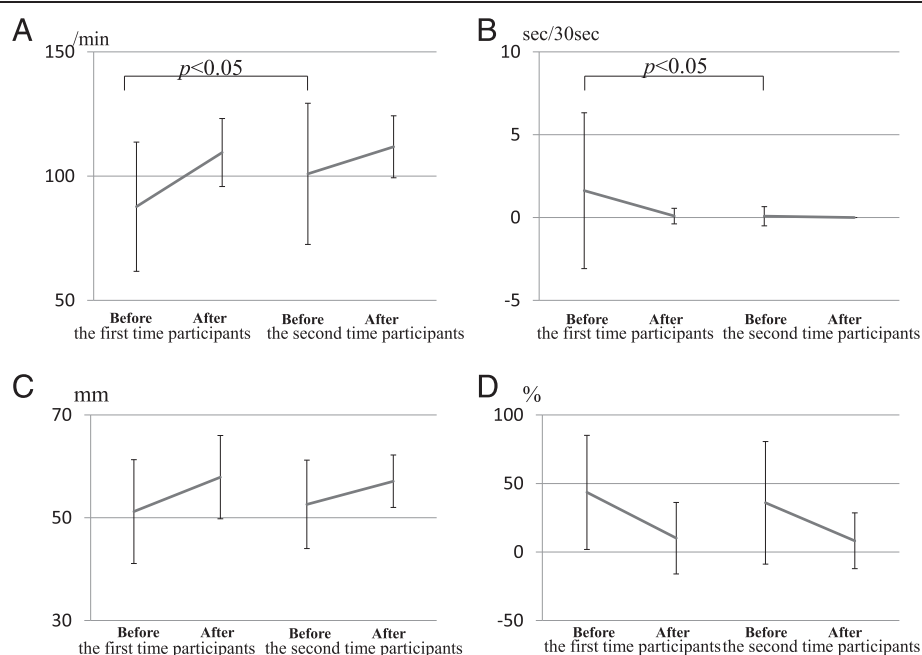 A
/min
150
p<0.05
100
50
Before After Before After
the first time participants the second time participants
B
sec/30sec
10
p<0.05
5
0
-5
Before After Before After
the first time participants the second time participants
C
mm
70
50
30
Before After Before After
the first time participants the second time participants
D
%
100
50
0
-50
Before After Before After
the first time participants the second time participants